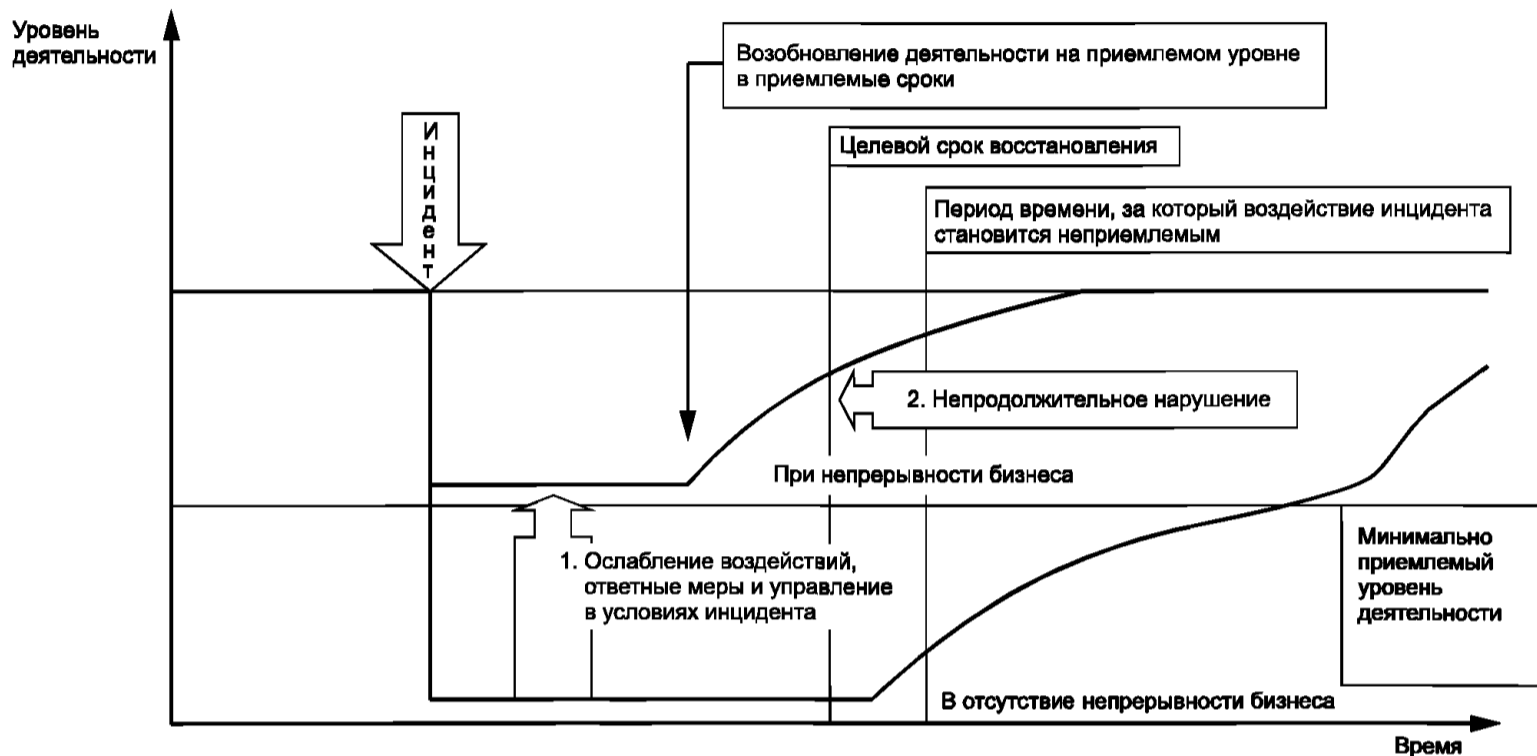 Уровень
деятельности
Возобновление деятельности на приемлемом уровне
в приемлемые сроки
Инцидент
Целевой срок восстановления
Период времени, за который воздействие инцидента
становится неприемлемым
2. Непродолжительное нарушение
При непрерывности бизнеса
1. Ослабление воздействий,
ответные меры и управление
в условиях инцидента
Минимально
приемлемый
уровень
деятельности
В отсутствие непрерывности бизнеса
Время